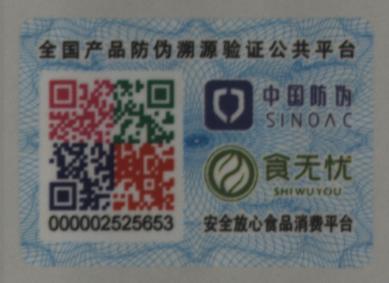 全国产品防伪溯源验证公共平台
中国防伪
SINOAC
食无忧
SHIWUYOU
000002525653
安全放心食品消费平台